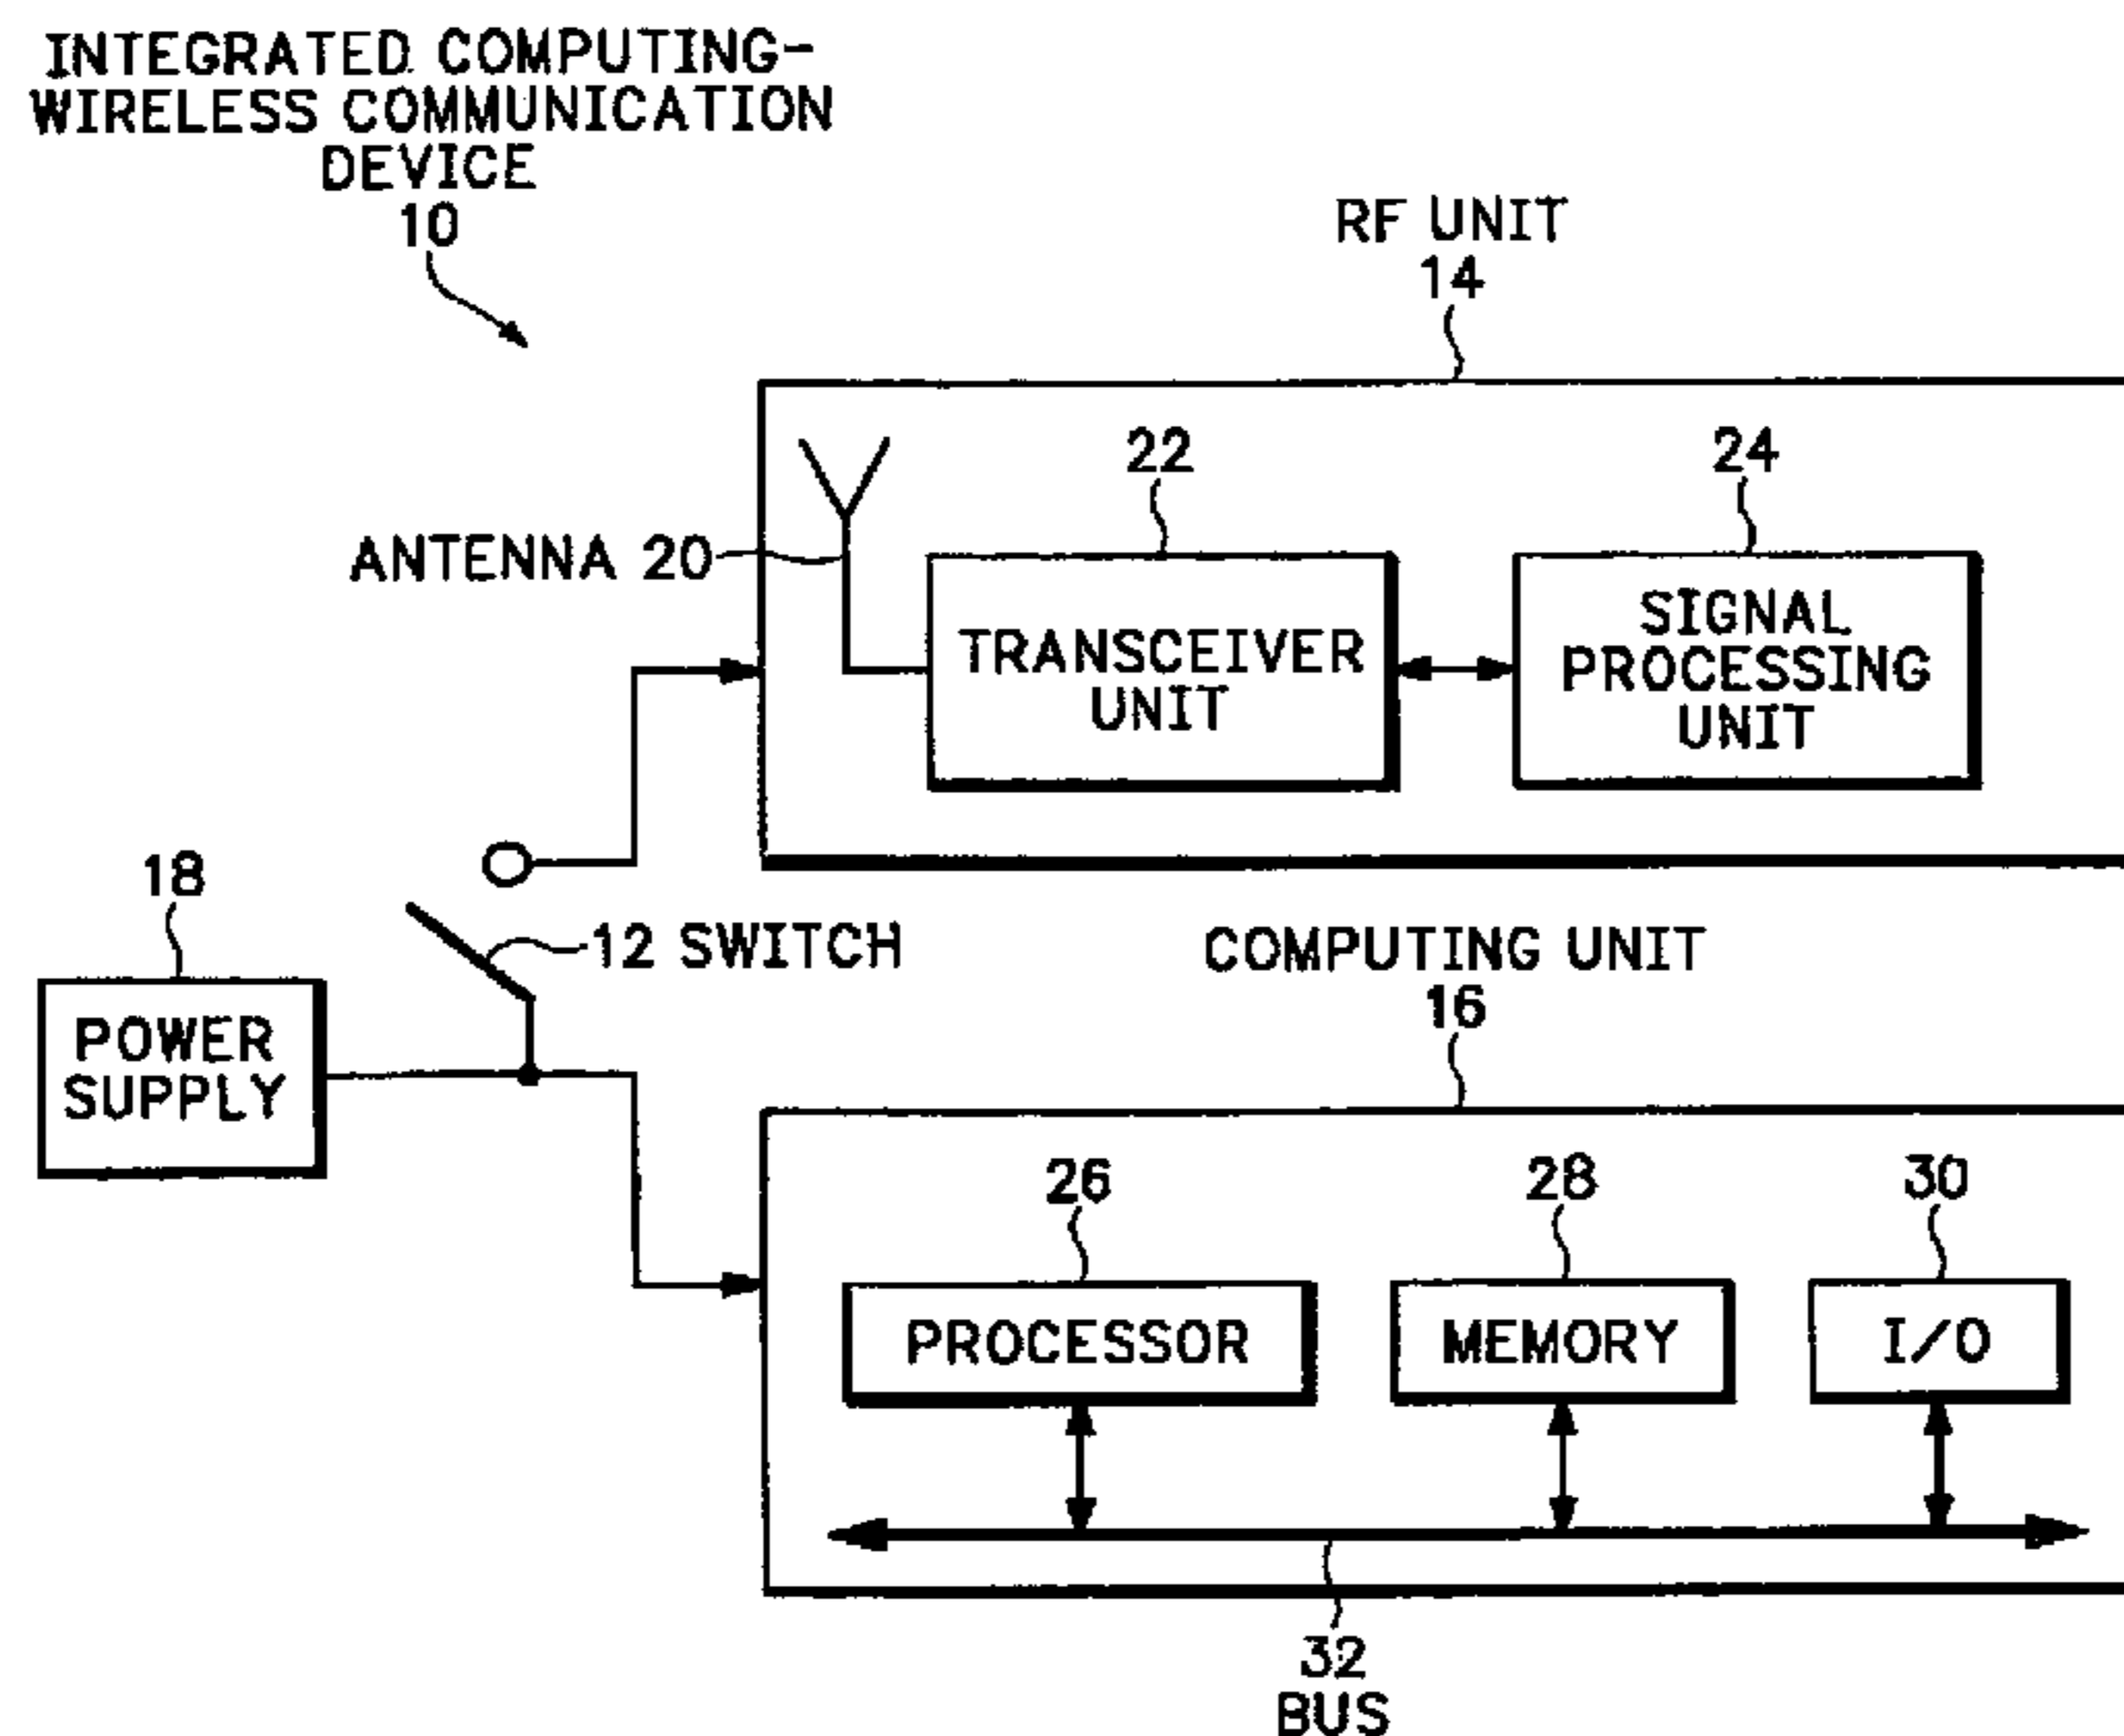 INTEGRATED COMPUTING-
WIRELESS COMMUNICATION
DEVICE
10
RF UNIT
14
22
24
ANTENNA 20
TRANSCEIVER
UNIT
SIGNAL
PROCESSING
UNIT
18
12 SWITCH
POWER
SUPPLY
COMPUTING UNIT
16
26
28
30
PROCESSOR
MEMORY
I/O
32
BUS